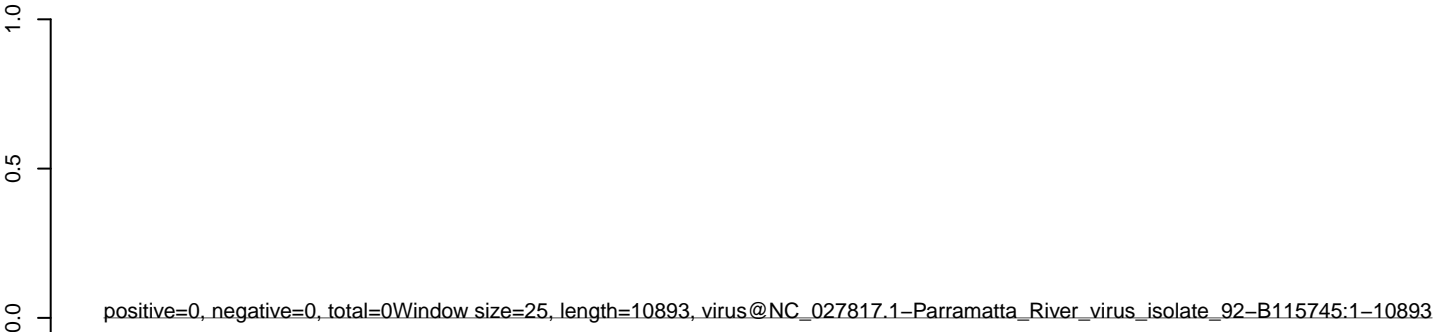 1.0
0.5
0.0
positive=0, negative=0, total=0Window size=25, length=10893, virus@NC_027817.1−Parramatta_River_virus_isolate_92−B115745:1−10893